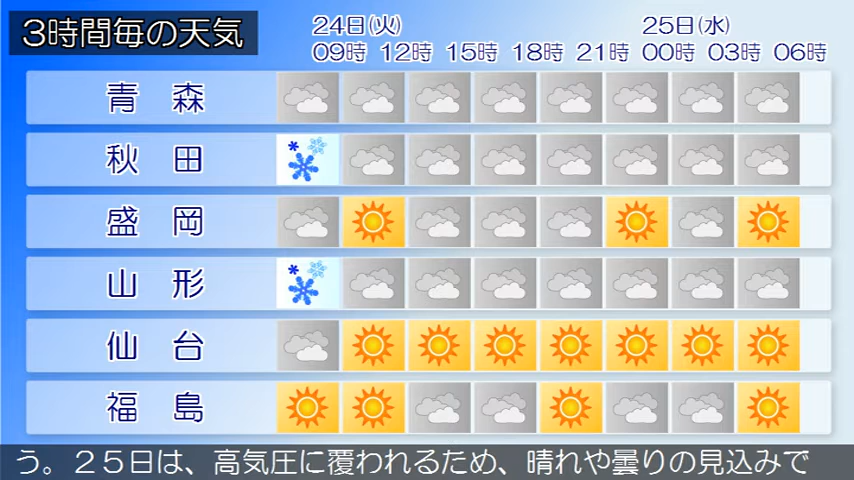 3時間毎の天気
24日(火) 25日(水)
09時 12時 15時 18時 21時 00時 03時 06時
青森
秋田
盛岡
山形
仙台
福島
う。２５日は、高気圧に覆われるため、晴れや曇りの見込みで